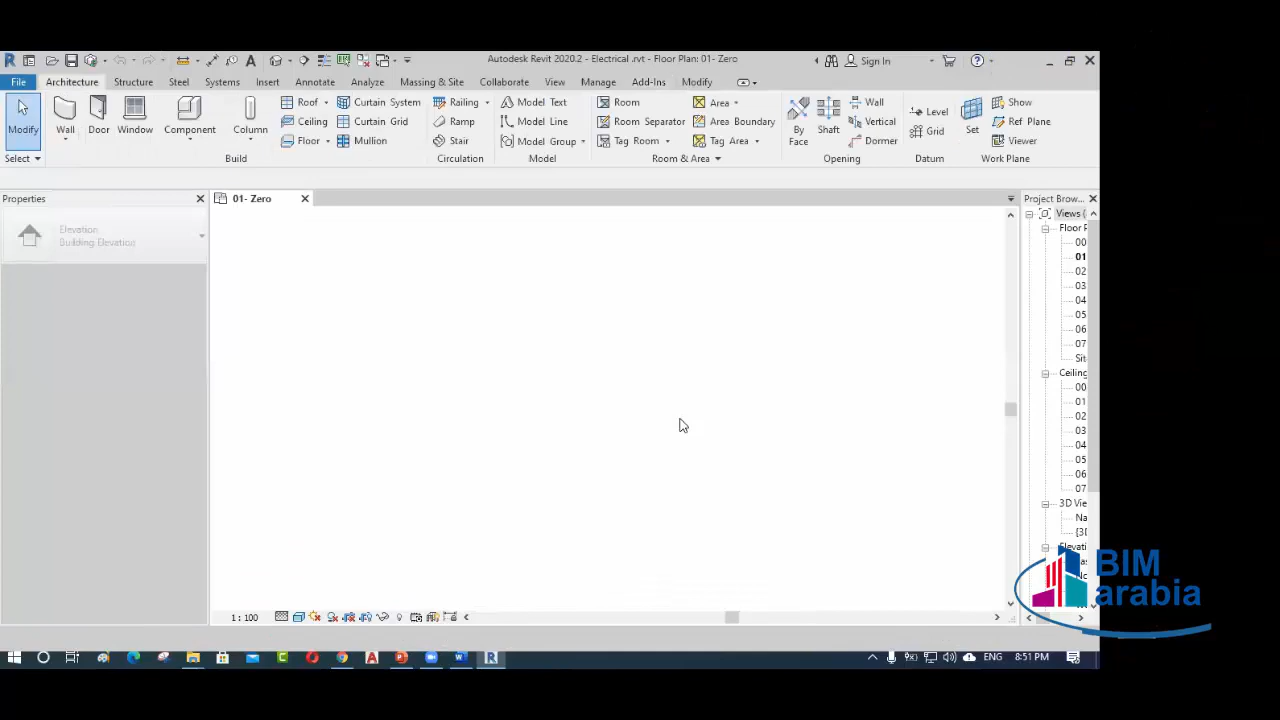 Autodesk Revit 2020.2 - Electrical .rvt - Floor Plan: 01- Zero
Sign In
File Architecture Structure Steel Systems Insert Annotate Analyze Massing & Site Collaborate View Manage Add-Ins Modify
Modify Wall Door Window Component Column
Roof Curtain System Railing Model Text Room Area Wall Show
Ceiling Curtain Grid Ramp Model Line Room Separator Area Boundary By Face Shaft Vertical Level Set Ref Plane
Floor Mullion Stair Model Group Tag Room Tag Area Dormer Grid Viewer
Select Build Circulation Model Room & Area Opening Datum Work Plane
Properties
01- Zero
Project Brow...
Elevation
Building Elevation
Views (
Floor P
00
01
02
03
04
05
06
07
Sit
Ceiling
00
01
02
03
04
05
06
07
3D Vie
Na
[3D
Elevati
1 : 100
BIM
arabia
ENG
8:51 PM